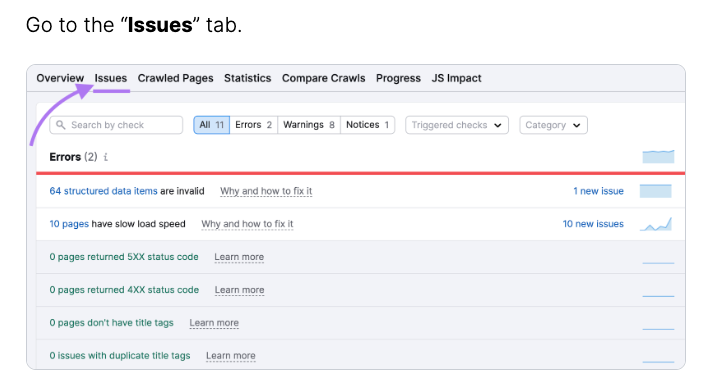 Go to the “Issues” tab.
Overview Issues Crawled Pages Statistics Compare Crawls Progress JS Impact
Search by check All 11 Errors 2 Warnings 8 Notices 1 Triggered checks Category
Errors (2) i
64 structured data items are invalid Why and how to fix it 1 new issue
10 pages have slow load speed Why and how to fix it 10 new issues
0 pages returned 5XX status code Learn more
0 pages returned 4XX status code Learn more
0 pages don't have title tags Learn more
0 issues with duplicate title tags Learn more